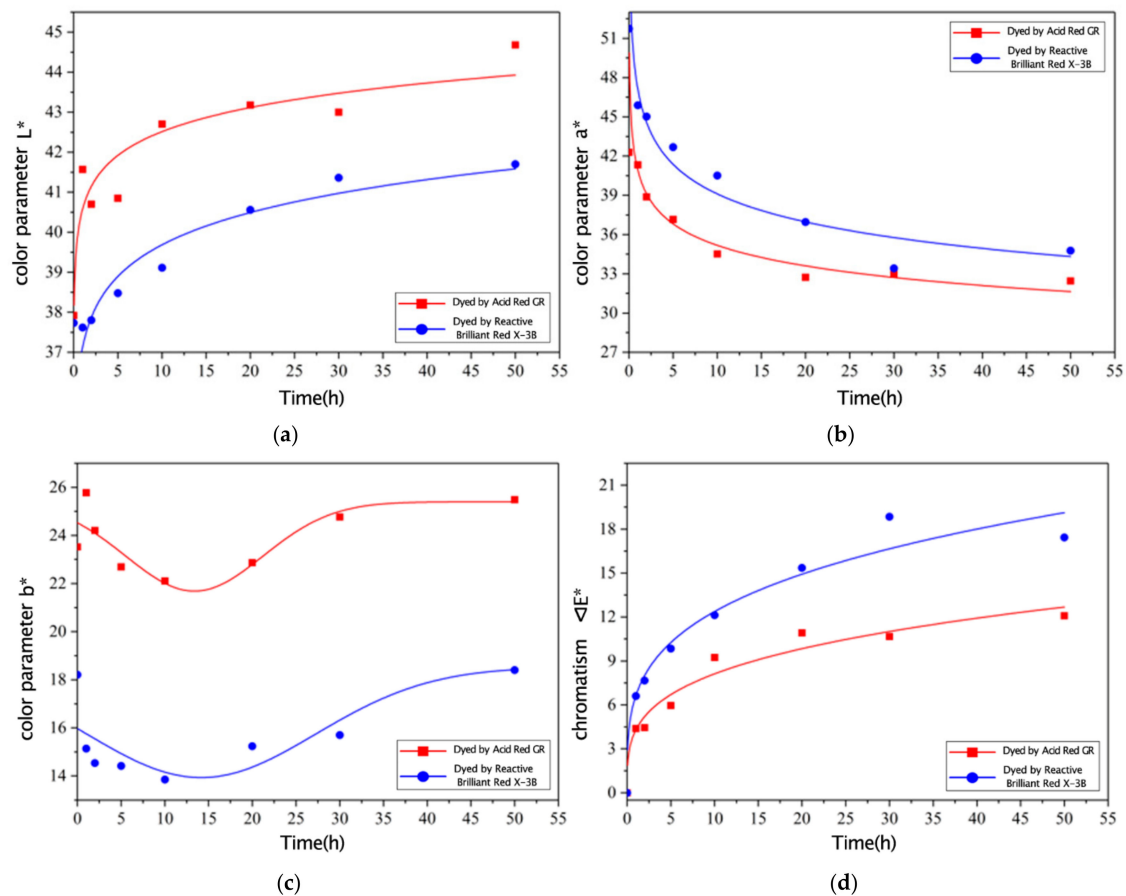 45
44
43
42
41
40
39
38
37
color parameter L*
Dyed by Acid Red GR
Dyed by Reactive
Brilliant Red X-3B
0 5 10 15 20 25 30 35 40 45 50 55
Time(h)
(a)
51
48
45
42
39
36
33
30
27
color parameter a*
Dyed by Acid Red GR
Dyed by Reactive
Brilliant Red X-3B
0 5 10 15 20 25 30 35 40 45 50 55
Time(h)
(b)
26
24
22
20
18
16
14
color parameter b*
Dyed by Acid Red GR
Dyed by Reactive
Brilliant Red X-3B
0 5 10 15 20 25 30 35 40 45 50 55
Time(h)
(c)
21
18
15
12
9
6
3
0
chromatism ⊲E*
Dyed by Acid Red GR
Dyed by Reactive
Brilliant Red X-3B
0 5 10 15 20 25 30 35 40 45 50 55
Time(h)
(d)